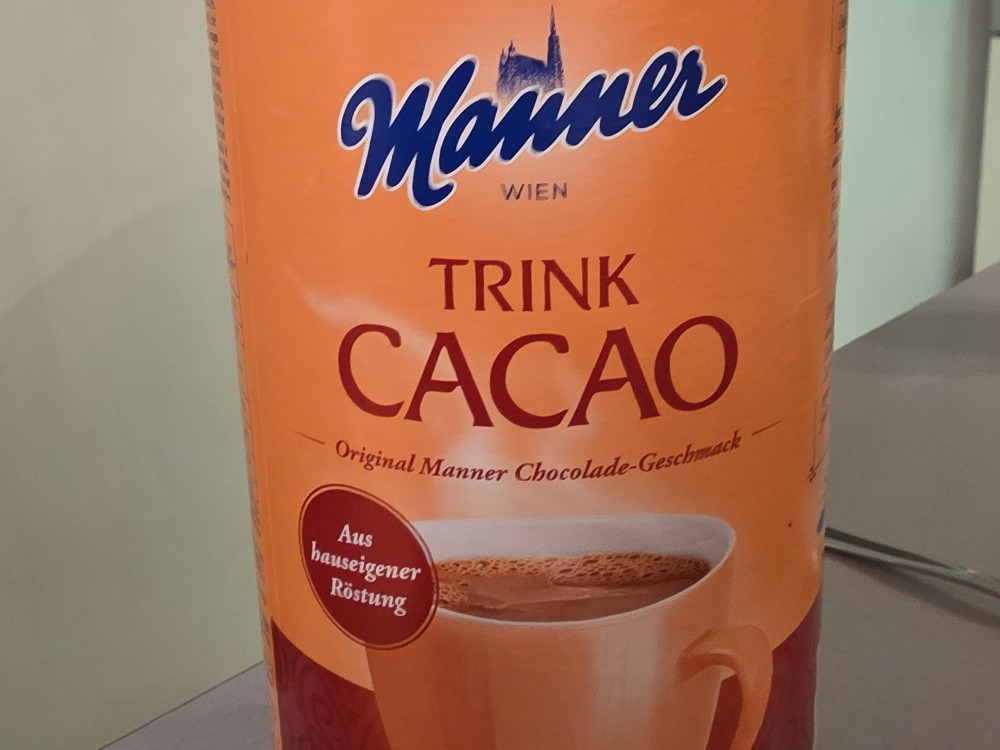 Manner
WIEN
TRINK
CACAO
Original Manner Chocolade-Geschmack
Aus
hauseigener
Röstung